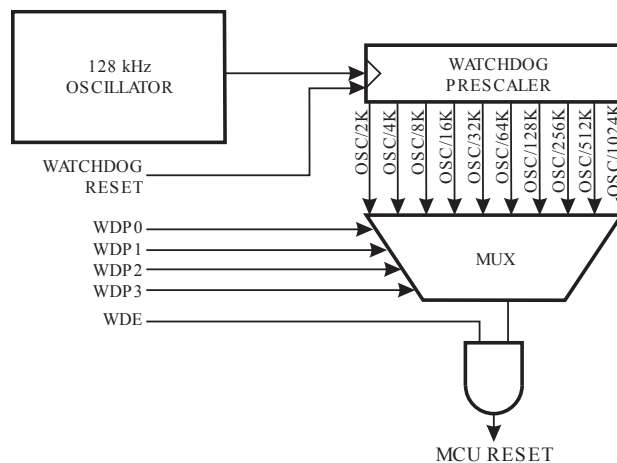 128 kHz
OSCILLATOR
WATCHDOG
PRESCALER
OSC/2K
OSC/4K
OSC/8K
OSC/16K
OSC/32K
OSC/64K
OSC/128K
OSC/256K
OSC/512K
OSC/1024K
WATCHDOG
RESET
WDP0
WDP1
WDP2
WDP3
WDE
MUX
MCU RESET